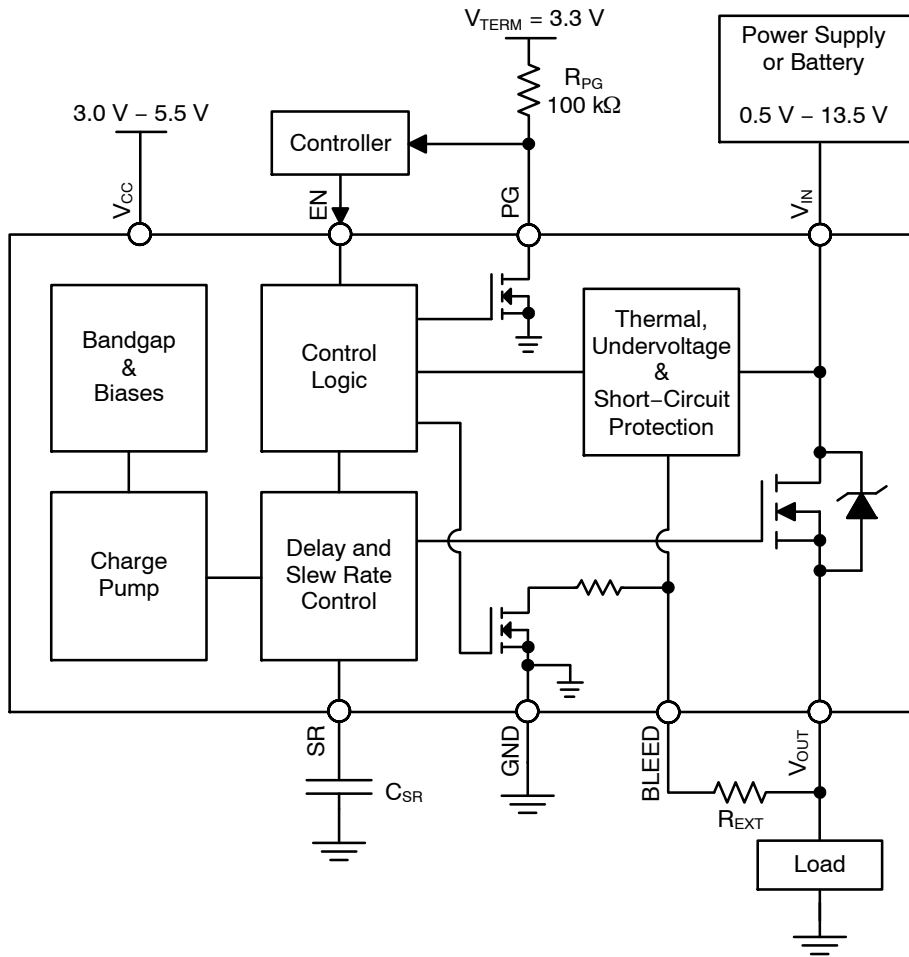 V_TERM = 3.3 V
Power Supply
or Battery
0.5 V − 13.5 V
R_PG
100 kΩ
3.0 V − 5.5 V
Controller
V_CC
EN
PG
V_IN
Bandgap
&
Biases
Control
Logic
Thermal,
Undervoltage
&
Short−Circuit
Protection
Charge
Pump
Delay and
Slew Rate
Control
SR
GND
BLEED
V_OUT
C_SR
R_EXT
Load